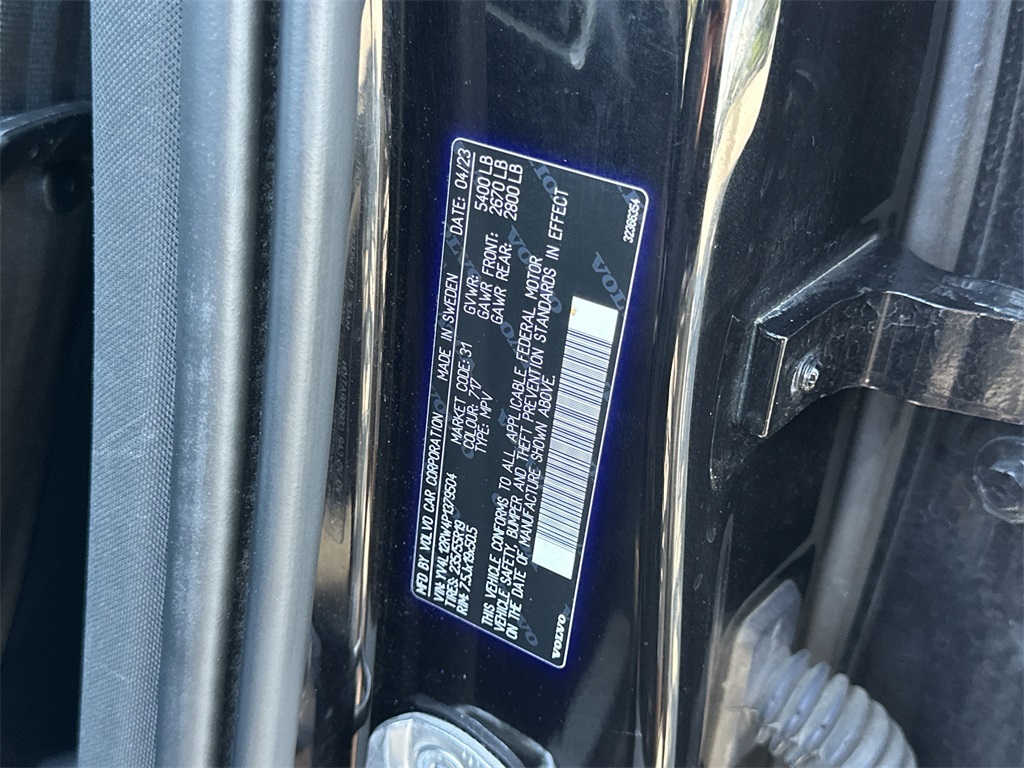 MFD BY VOLVO CAR CORPORATION MADE IN SWEDEN DATE: 04/23
VIN: YV4L12RW4P1039504 MARKET CODE: 31 GVWR: 5400 LB
TIRES: 235/55R19 COLOUR: 717 GAWR FRONT: 2670 LB
RIM: 7.5Jx19x50.5 TYPE: MPV GAWR REAR: 2800 LB
THIS VEHICLE CONFORMS TO ALL APPLICABLE FEDERAL MOTOR
VEHICLE SAFETY, BUMPER AND THEFT PREVENTION STANDARDS IN EFFECT
ON THE DATE OF MANUFACTURE SHOWN ABOVE.
VOLVO 32366354